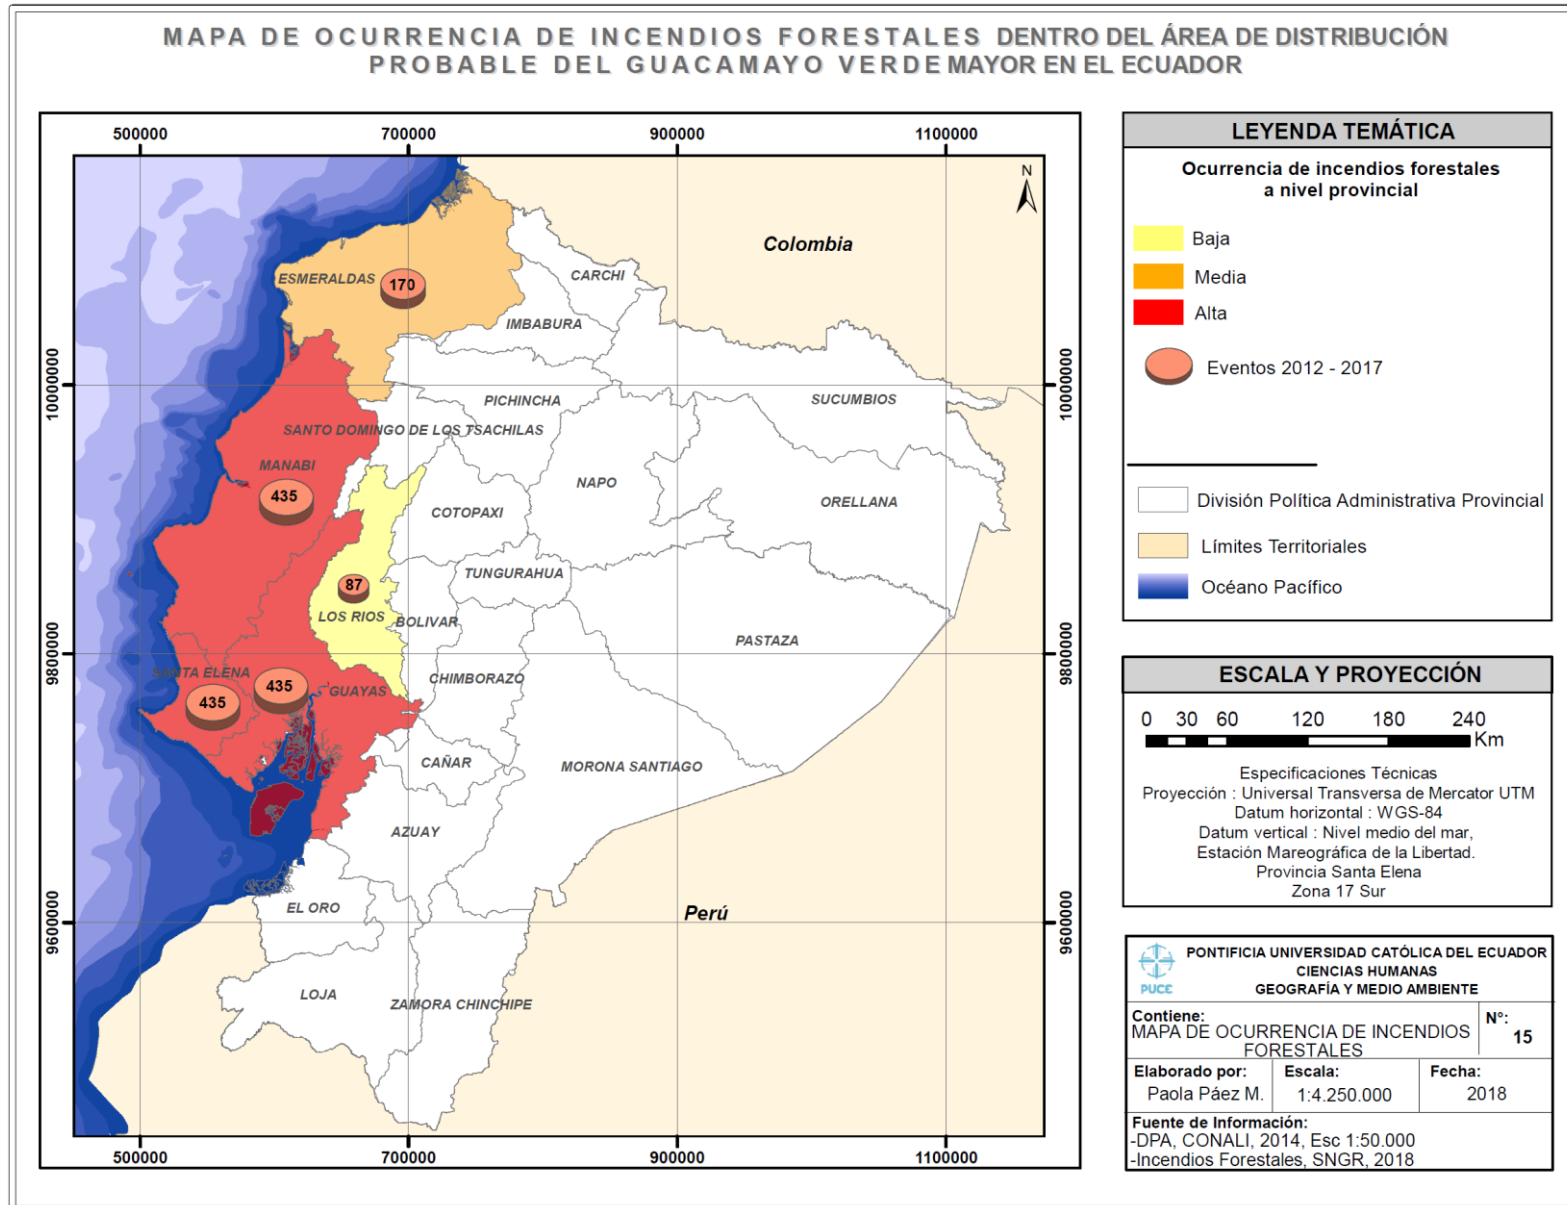 MAPA DE OCURRENCIA DE INCENDIOS FORESTALES DENTRO DEL ÁREA DE DISTRIBUCIÓN
PROBABLE DEL GUACAMAYO VERDE MAYOR EN EL ECUADOR
500000 700000 900000 1100000
N
Colombia
ESMERALDAS
170
CARCHI
IMBABURA
10000000 10000000
PICHINCHA
SUCUMBIOS
SANTO DOMINGO DE LOS TSACHILAS
MANABI
435
NAPO
ORELLANA
COTOPAXI
TUNGURAHUA
87
LOS RIOS
BOLIVAR
PASTAZA
9800000 9800000
SANTA ELENA
435
435
GUAYAS
CHIMBORAZO
CAÑAR
MORONA SANTIAGO
AZUAY
EL ORO
Perú
9600000 9600000
LOJA
ZAMORA CHINCHIPE
500000 700000 900000 1100000
LEYENDA TEMÁTICA
Ocurrencia de incendios forestales
a nivel provincial
Baja
Media
Alta
Eventos 2012 - 2017
División Política Administrativa Provincial
Límites Territoriales
Océano Pacífico
ESCALA Y PROYECCIÓN
0 30 60 120 180 240
Km
Especificaciones Técnicas
Proyección : Universal Transversa de Mercator UTM
Datum horizontal : WGS-84
Datum vertical : Nivel medio del mar,
Estación Mareográfica de la Libertad.
Provincia Santa Elena
Zona 17 Sur
PUCE
PONTIFICIA UNIVERSIDAD CATÓLICA DEL ECUADOR
CIENCIAS HUMANAS
GEOGRAFÍA Y MEDIO AMBIENTE
Contiene:
MAPA DE OCURRENCIA DE INCENDIOS
FORESTALES
N°:
15
Elaborado por:
Paola Páez M.
Escala:
1:4.250.000
Fecha:
2018
Fuente de Información:
-DPA, CONALI, 2014, Esc 1:50.000
-Incendios Forestales, SNGR, 2018